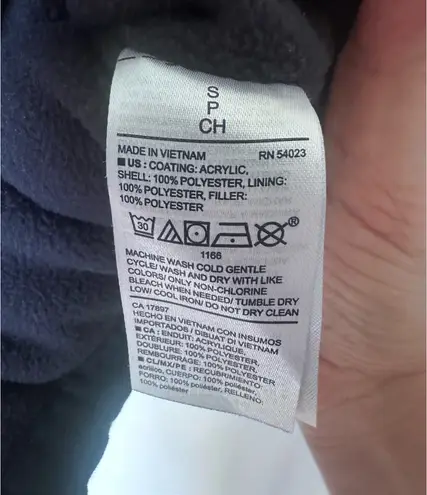 S
P
CH
MADE IN VIETNAM RN 54023
■ US : COATING: ACRYLIC,
SHELL: 100% POLYESTER, LINING:
100% POLYESTER, FILLER:
100% POLYESTER
30 ®
1166
MACHINE WASH COLD GENTLE
CYCLE/ WASH AND DRY WITH LIKE
COLORS/ ONLY NON-CHLORINE
BLEACH WHEN NEEDED/ TUMBLE DRY
LOW/ COOL IRON/ DO NOT DRY CLEAN
CA 17897
HECHO EN VIETNAM CON INSUMOS
IMPORTADOS / DIBUAT DI VIETNAM
■ CA : ENDUIT: ACRYLIQUE,
EXTÉRIEUR: 100% POLYESTER,
DOUBLURE: 100% POLYESTER,
REMBOURRAGE: 100% POLYESTER
■ CL/MX/PE : RECUBRIMIENTO
acrílico, CUERPO: 100% poliéster,
FORRO: 100% poliéster, RELLENO:
100% poliéster